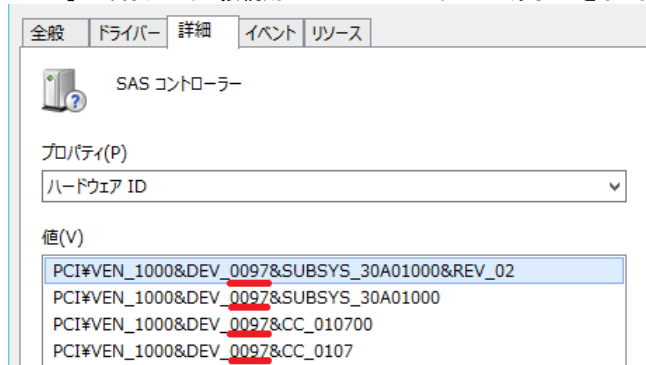 全般 ドライバー 詳細 イベント リソース
SAS コントローラー
プロパティ(P)
ハードウェア ID
値(V)
PCI¥VEN_1000&DEV_0097&SUBSYS_30A01000&REV_02
PCI¥VEN_1000&DEV_0097&SUBSYS_30A01000
PCI¥VEN_1000&DEV_0097&CC_010700
PCI¥VEN_1000&DEV_0097&CC_0107